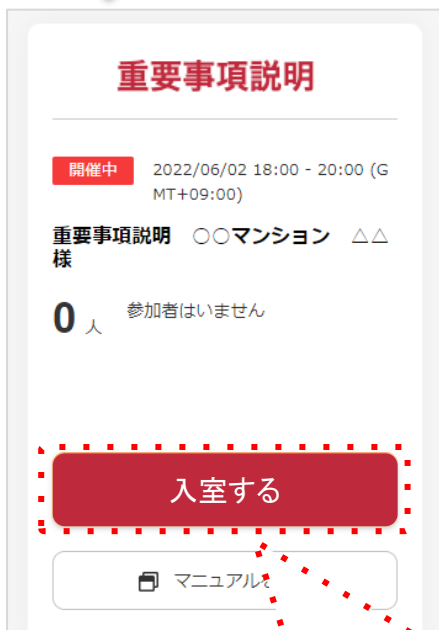 重要事項説明
開催中 2022/06/02 18:00 - 20:00 (G
MT+09:00)
重要事項説明　○○マンション　△△
様
0 人 参加者はいません
入室する
マニュアル